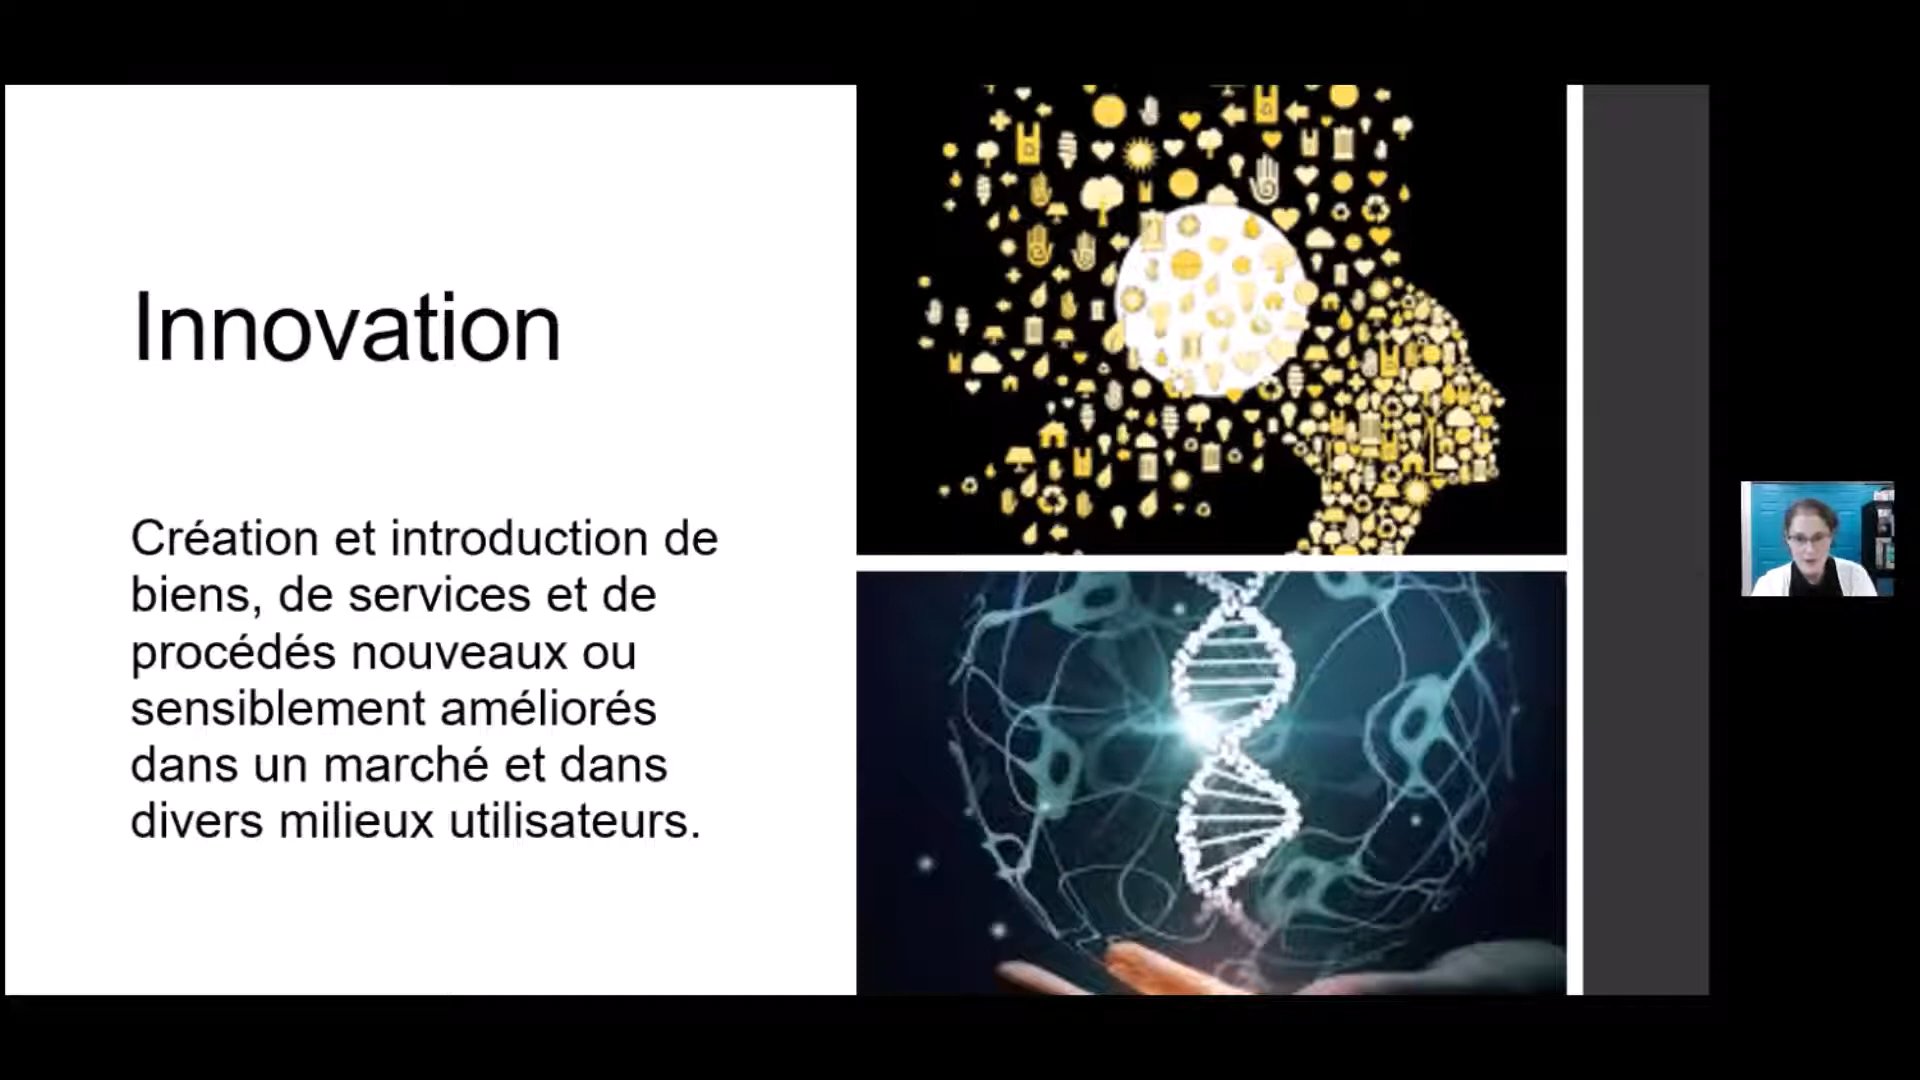 Innovation
Création et introduction de
biens, de services et de
procédés nouveaux ou
sensiblement améliorés
dans un marché et dans
divers milieux utilisateurs.